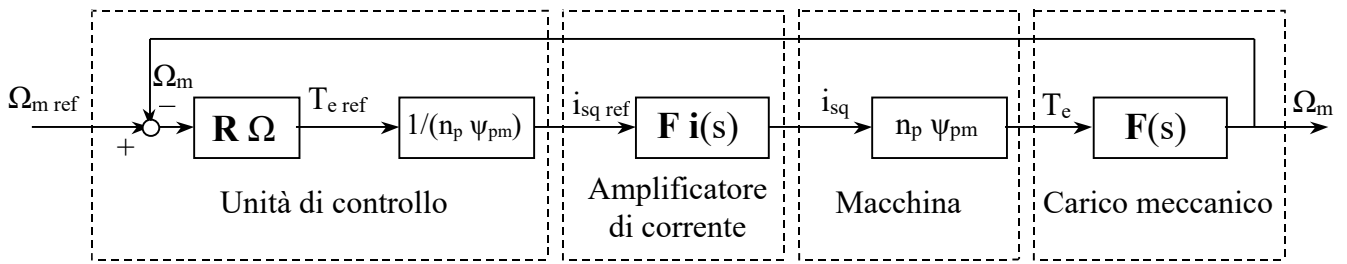 Ω_m ref
Ω_m
−
+
R Ω
T_e ref
1/(n_p ψ_pm)
i_sq ref
F i(s)
i_sq
n_p ψ_pm
T_e
F(s)
Ω_m
Unità di controllo
Amplificatore
di corrente
Macchina
Carico meccanico